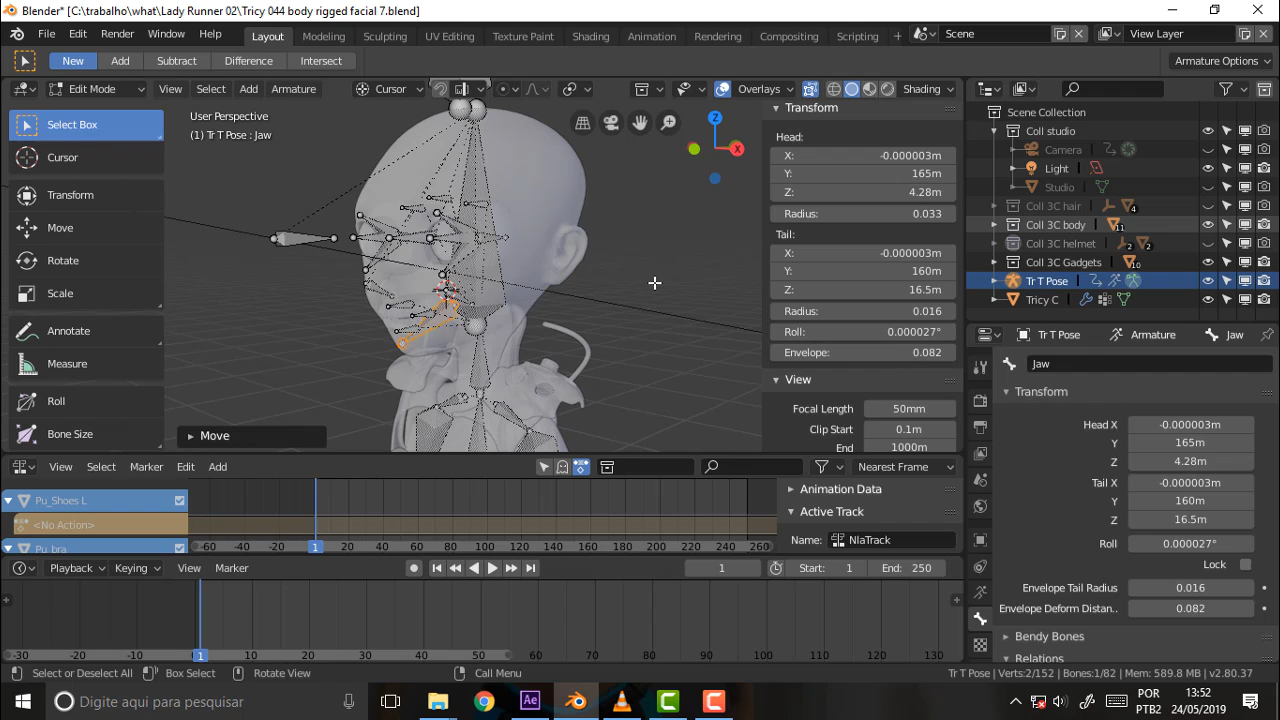 Blender* [C:\trabalho\what\Lady Runner 02\Tricy 044 body rigged facial 7.blend]
File Edit Render Window Help Layout Modeling Sculpting UV Editing Texture Paint Shading Animation Rendering Compositing Scripting + Scene View Layer
New Add Subtract Difference Intersect Armature Options
Edit Mode View Select Add Armature Cursor Overlays Shading
Select Box
Cursor
Transform
Move
Rotate
Scale
Annotate
Measure
Roll
Bone Size
User Perspective
(1) Tr T Pose : Jaw
Move
Z
X
Transform
Head:
X: -0.000003m
Y: 165m
Z: 4.28m
Radius: 0.033
Tail:
X: -0.000003m
Y: 160m
Z: 16.5m
Radius: 0.016
Roll: 0.000027°
Envelope: 0.082
View
Focal Length 50mm
Clip Start 0.1m
End 1000m
Scene Collection
Coll studio
Camera
Light
Studio
Coll 3C hair 4
Coll 3C body 11
Coll 3C helmet 2 2
Coll 3C Gadgets 10
Tr T Pose
Tricy C
Tr T Pose Armature Jaw
Jaw
Transform
Head X -0.000003m
Y 165m
Z 4.28m
Tail X -0.000003m
Y 160m
Z 16.5m
Roll 0.000027°
Lock
Envelope Tail Radius 0.016
Envelope Deform Distan.. 0.082
Bendy Bones
Relations
View Select Marker Edit Add Nearest Frame
Pu_Shoes L
<No Action>
Pu_bra
-60 -40 -20 1 20 40 60 80 100 120 140 160 180 200 220 240 260
Animation Data
Active Track
Name: NlaTrack
Playback Keying View Marker 1 Start: 1 End: 250
-30 -20 -10 1 10 20 30 40 50 60 70 80 90 100 110 120 130
Select or Deselect All Box Select Rotate View Call Menu Tr T Pose | Verts:2/152 | Bones:1/82 | Mem: 589.8 MB | v2.80.37
Digite aqui para pesquisar Ae POR 13:52
PTB2 24/05/2019